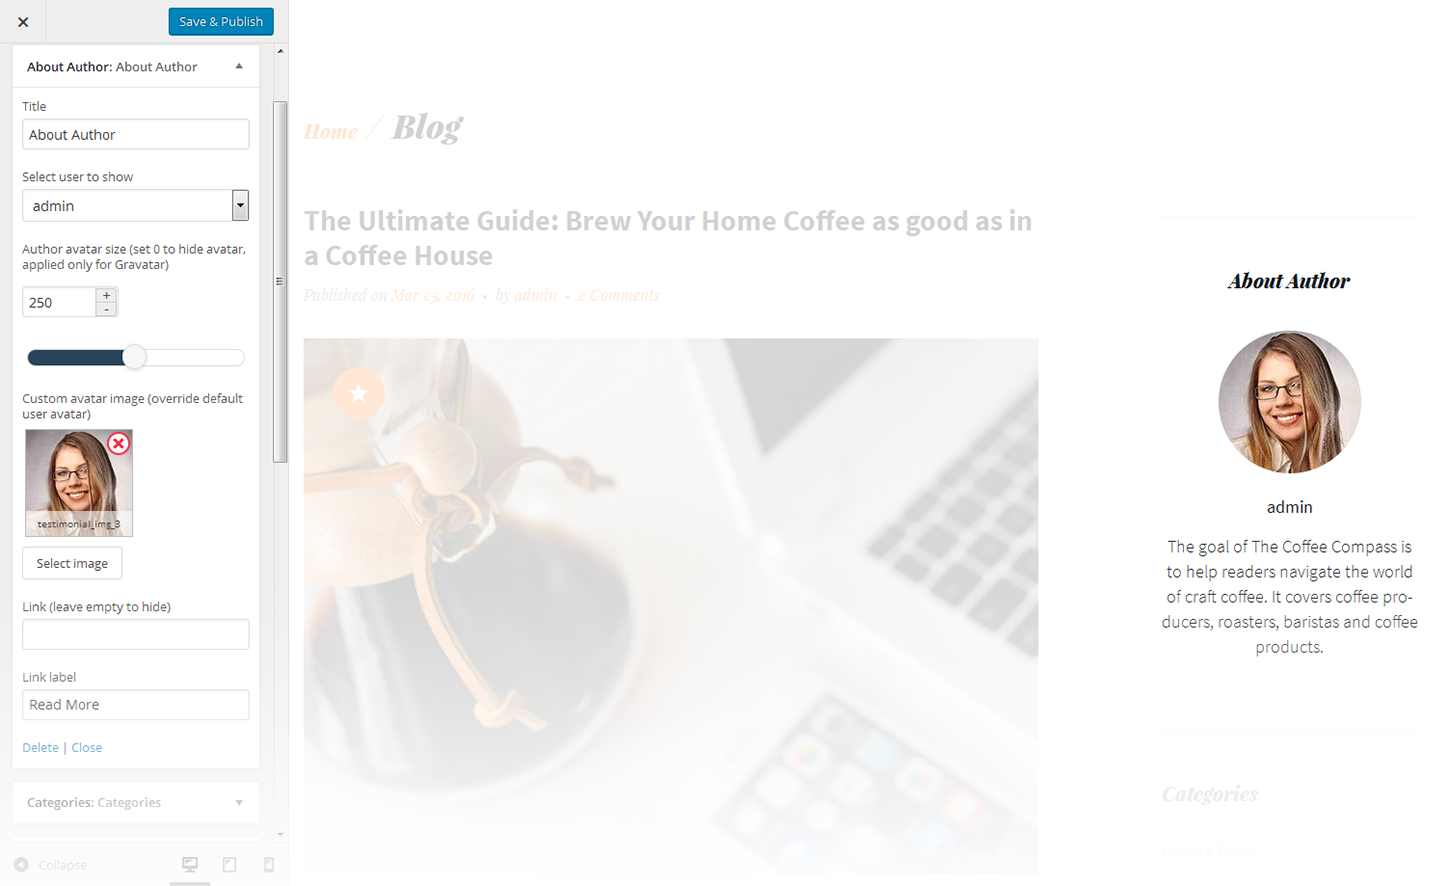 Save & Publish
About Author: About Author
Title
About Author
Select user to show
admin
Author avatar size (set 0 to hide avatar,
applied only for Gravatar)
250
+
-
Custom avatar image (override default
user avatar)
testimonial_img_3
Select image
Link (leave empty to hide)
Link label
Read More
Delete | Close
Categories: Categories
Collapse
Home / Blog
The Ultimate Guide: Brew Your Home Coffee as good as in
a Coffee House
Published on Mar 25, 2016 • by admin • 2 Comments
About Author
admin
The goal of The Coffee Compass is
to help readers navigate the world
of craft coffee. It covers coffee pro-
ducers, roasters, baristas and coffee
products.
Categories
Barista Tools